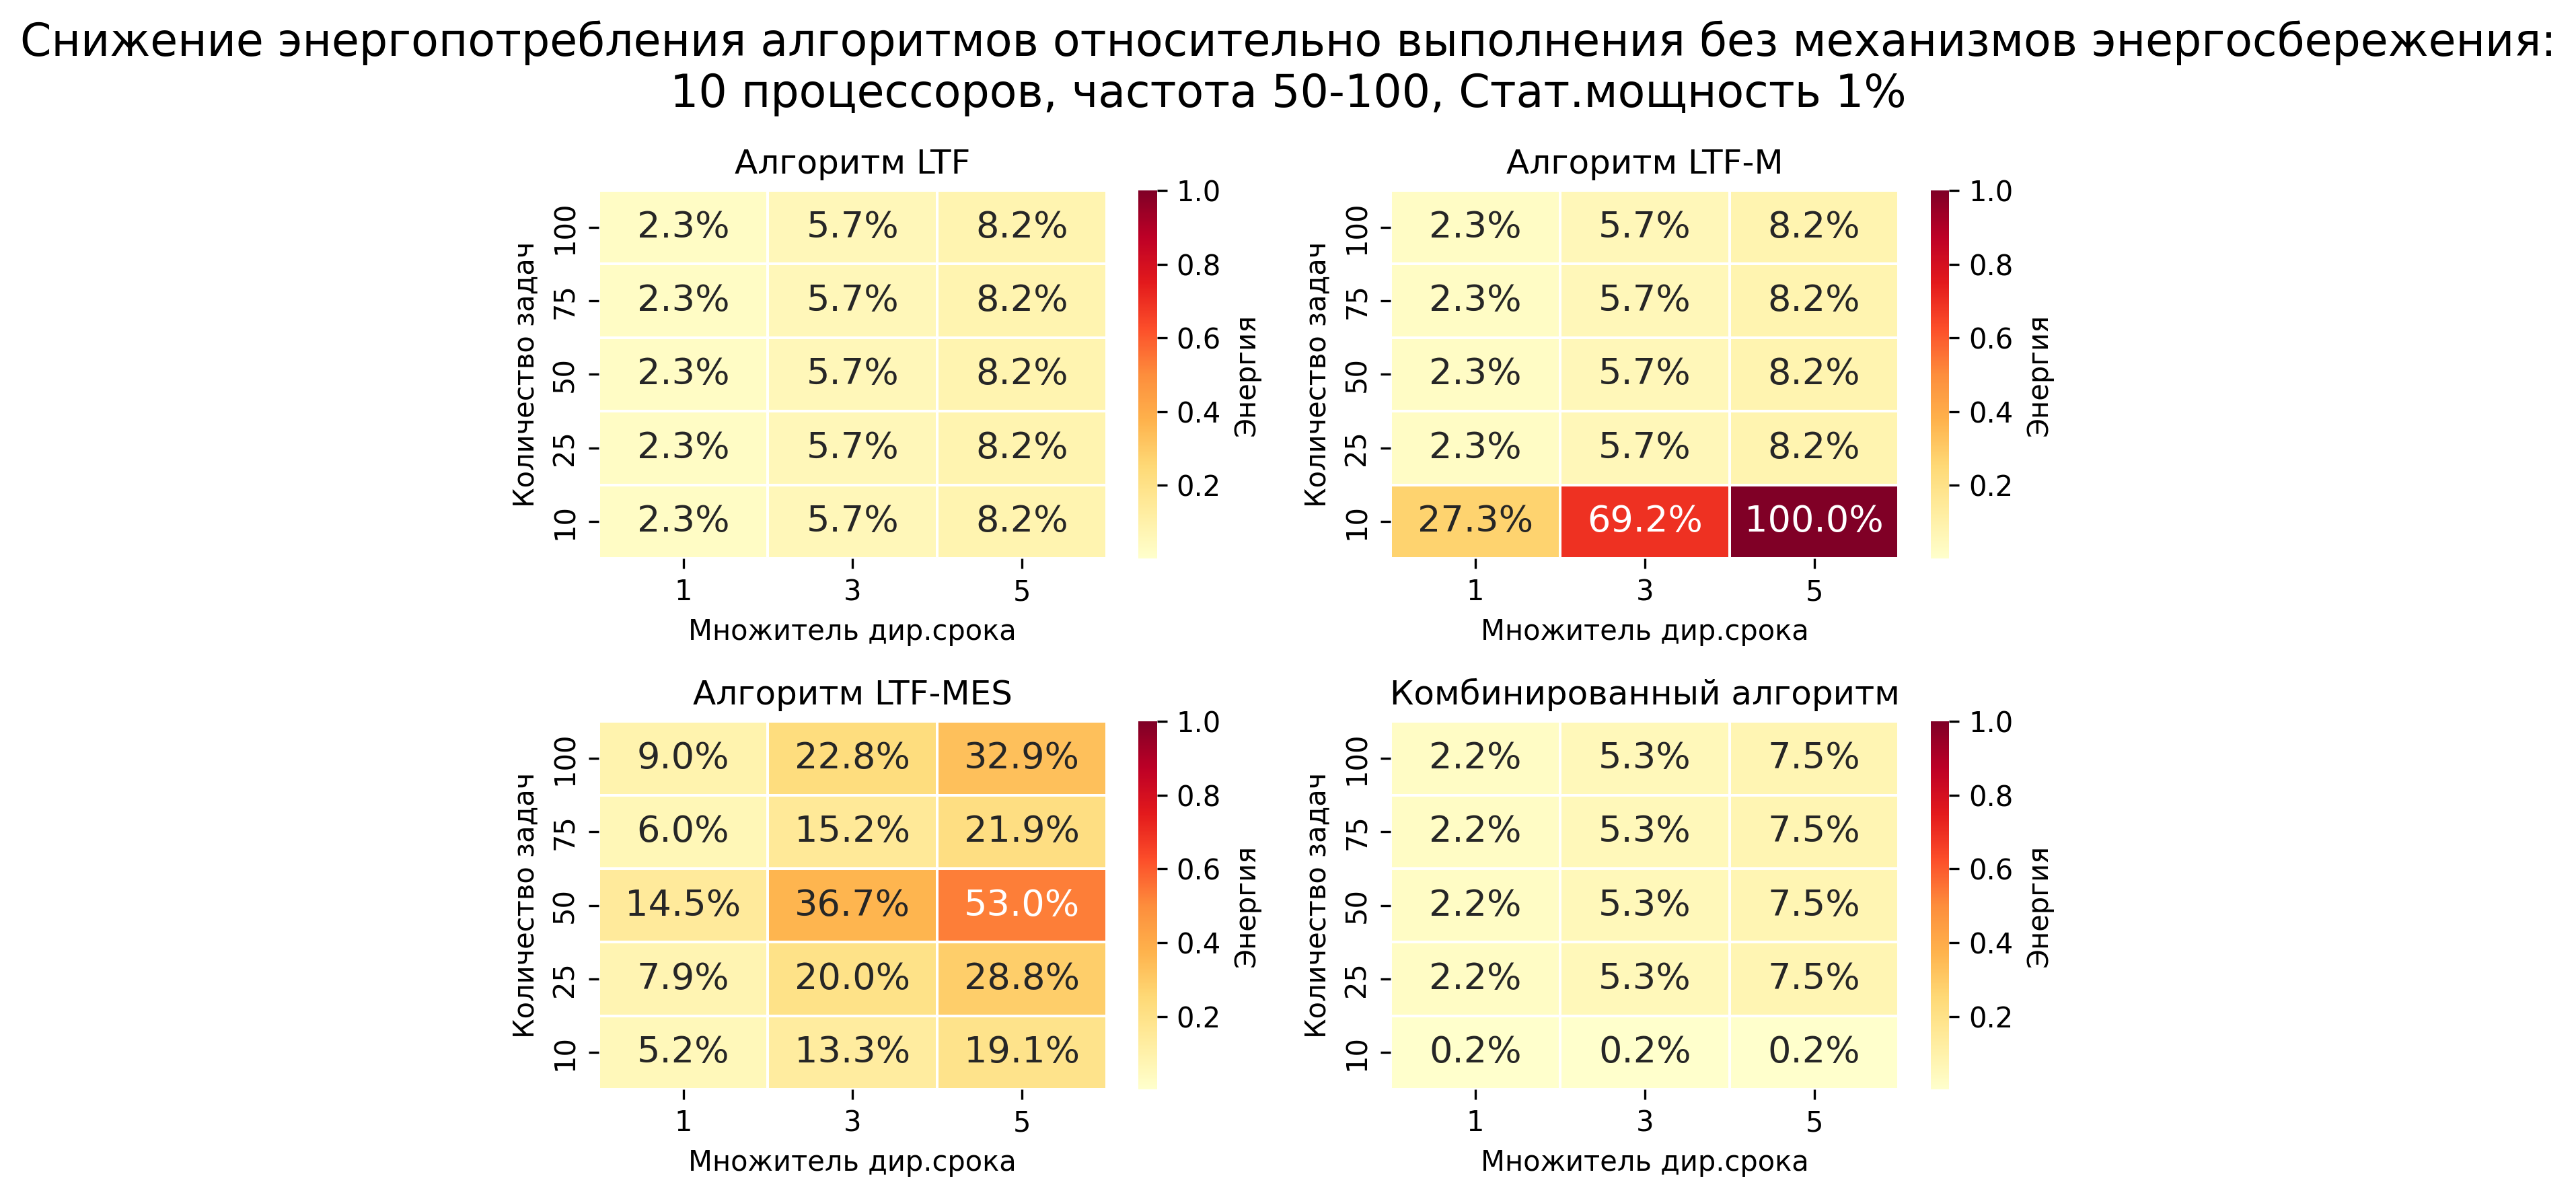 Снижение энергопотребления алгоритмов относительно выполнения без механизмов энергосбережения:
10 процессоров, частота 50-100, Стат.мощность 1%
Алгоритм LTF
Количество задач
100 2.3% 5.7% 8.2%
75 2.3% 5.7% 8.2%
50 2.3% 5.7% 8.2%
25 2.3% 5.7% 8.2%
10 2.3% 5.7% 8.2%
1 3 5
Множитель дир.срока
1.0
0.8
0.6
0.4
0.2
Энергия
Алгоритм LTF-M
Количество задач
100 2.3% 5.7% 8.2%
75 2.3% 5.7% 8.2%
50 2.3% 5.7% 8.2%
25 2.3% 5.7% 8.2%
10 27.3% 69.2% 100.0%
1 3 5
Множитель дир.срока
1.0
0.8
0.6
0.4
0.2
Энергия
Алгоритм LTF-MES
Количество задач
100 9.0% 22.8% 32.9%
75 6.0% 15.2% 21.9%
50 14.5% 36.7% 53.0%
25 7.9% 20.0% 28.8%
10 5.2% 13.3% 19.1%
1 3 5
Множитель дир.срока
1.0
0.8
0.6
0.4
0.2
Энергия
Комбинированный алгоритм
Количество задач
100 2.2% 5.3% 7.5%
75 2.2% 5.3% 7.5%
50 2.2% 5.3% 7.5%
25 2.2% 5.3% 7.5%
10 0.2% 0.2% 0.2%
1 3 5
Множитель дир.срока
1.0
0.8
0.6
0.4
0.2
Энергия